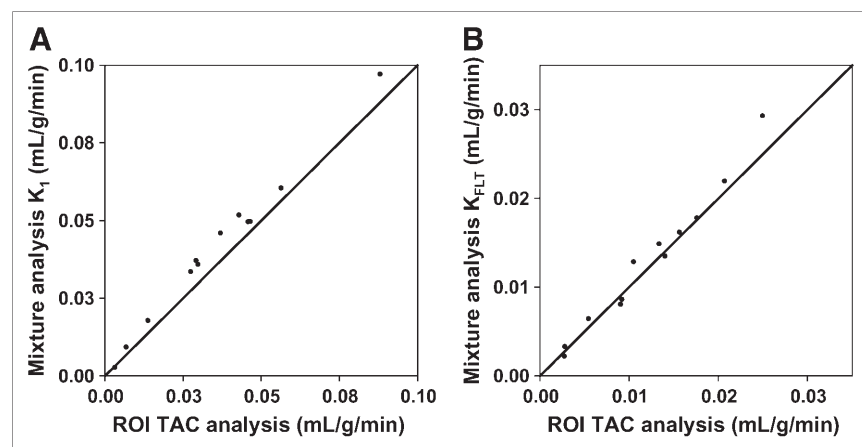 A
Mixture analysis K1 (mL/g/min)
0.10
0.08
0.05
0.03
0.00
0.00 0.03 0.05 0.08 0.10
ROI TAC analysis (mL/g/min)
B
Mixture analysis KFLT (mL/g/min)
0.03
0.02
0.01
0.00
0.00 0.01 0.02 0.03
ROI TAC analysis (mL/g/min)